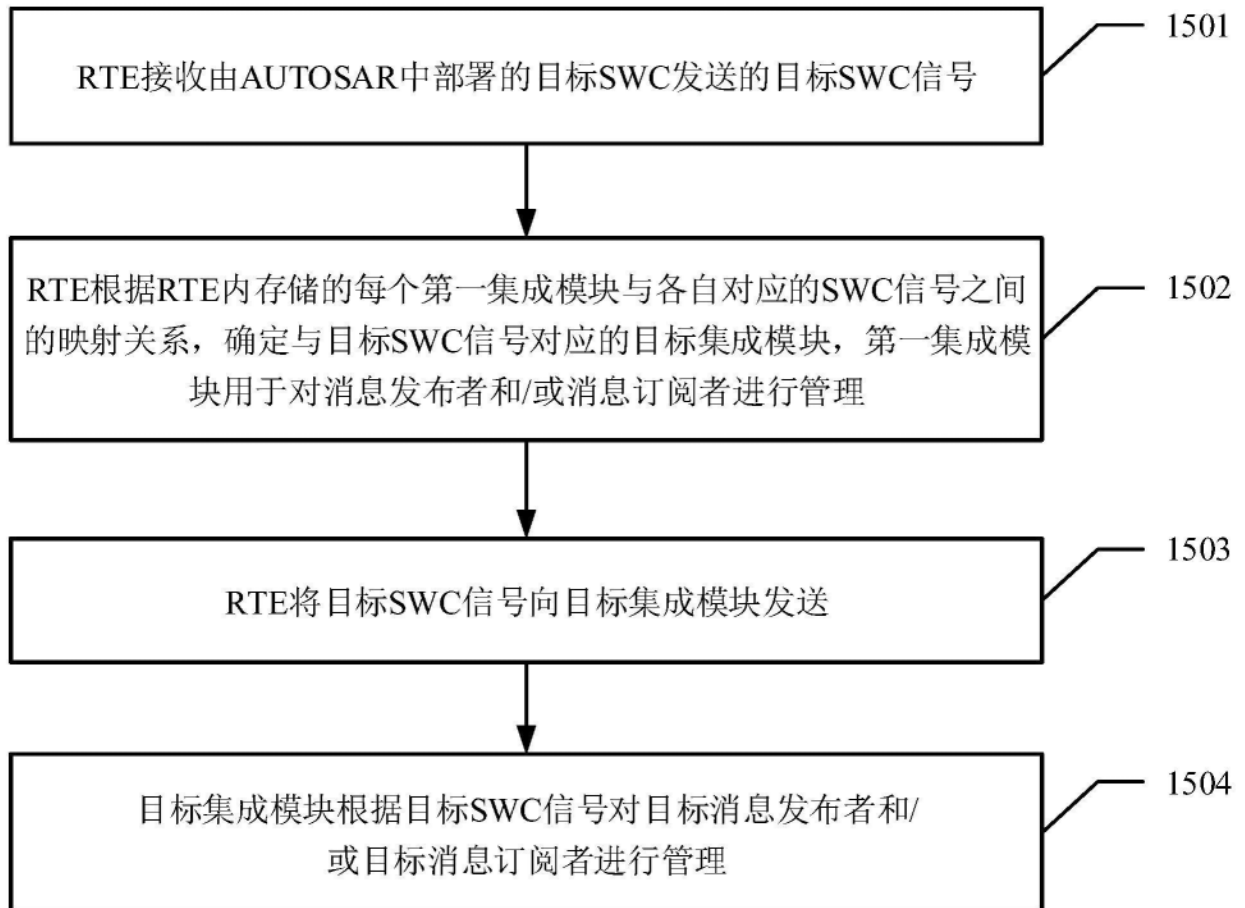 RTE接收由AUTOSAR中部署的目标SWC发送的目标SWC信号
1501
RTE根据RTE内存储的每个第一集成模块与各自对应的SWC信号之间
的映射关系，确定与目标SWC信号对应的目标集成模块，第一集成模
块用于对消息发布者和/或消息订阅者进行管理
1502
RTE将目标SWC信号向目标集成模块发送
1503
目标集成模块根据目标SWC信号对目标消息发布者和/
或目标消息订阅者进行管理
1504